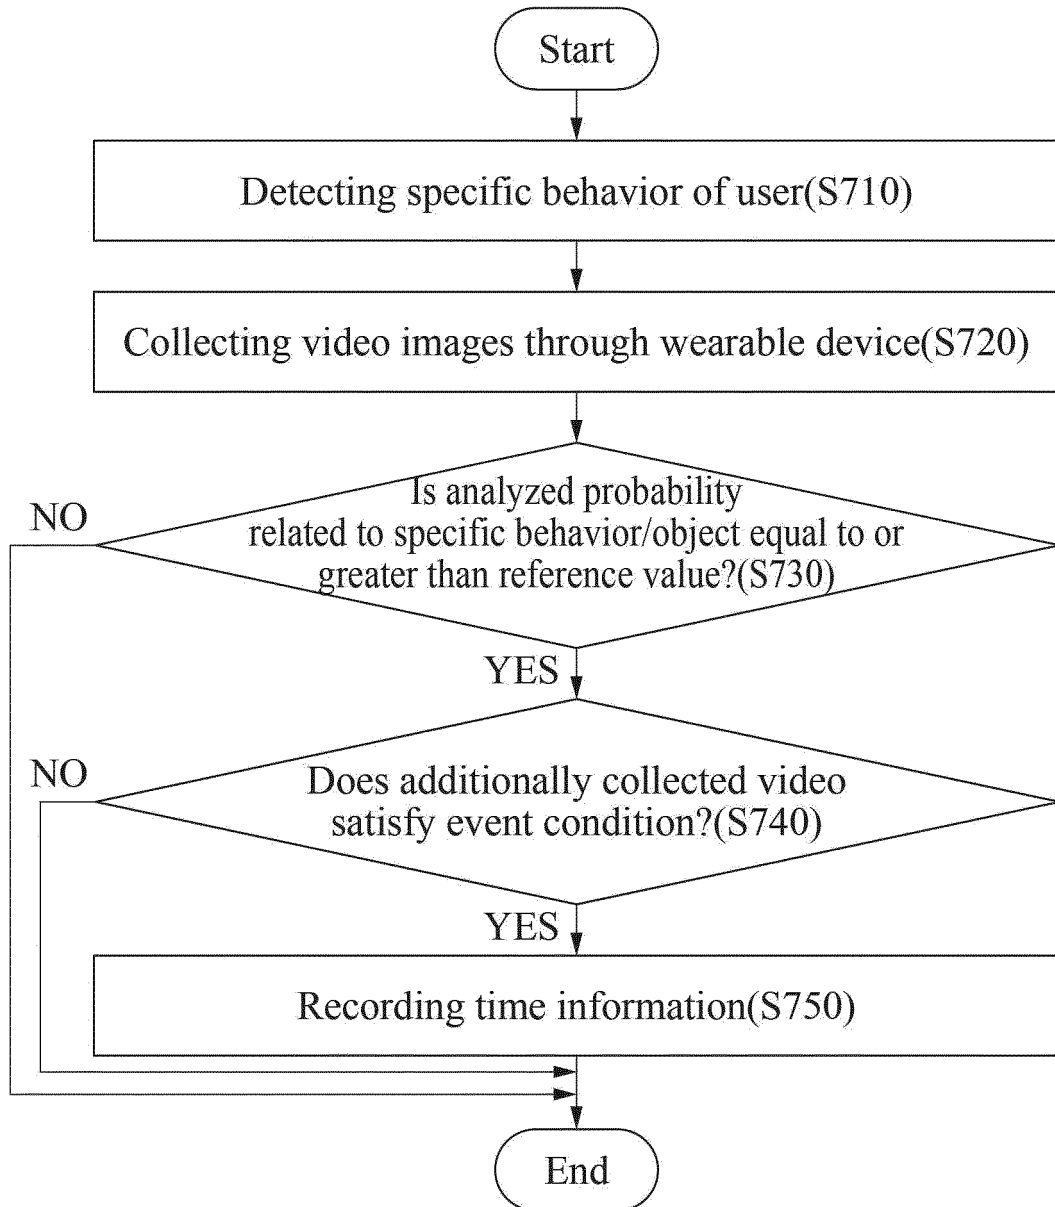 Start
Detecting specific behavior of user(S710)
Collecting video images through wearable device(S720)
Is analyzed probability
related to specific behavior/object equal to or
greater than reference value?(S730)
NO
YES
Does additionally collected video
satisfy event condition?(S740)
NO
YES
Recording time information(S750)
End